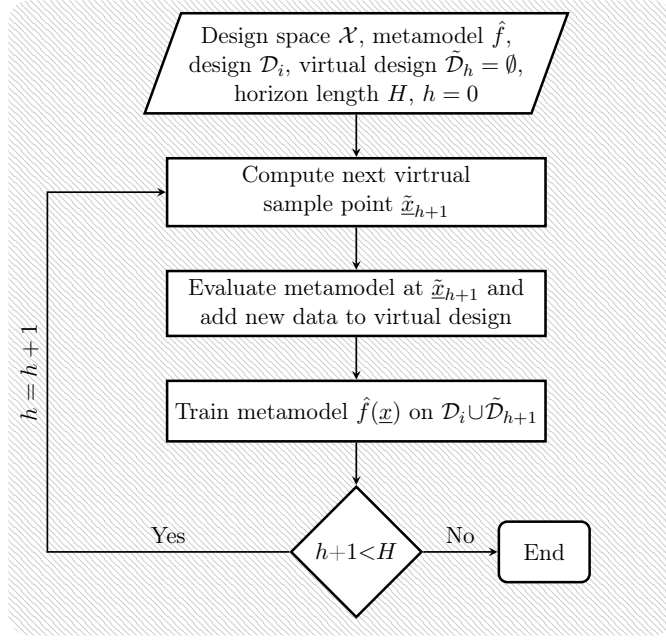 Design space 𝒳, metamodel f̂,
design 𝒟ᵢ, virtual design 𝒟̃ₕ = ∅,
horizon length H, h = 0
Compute next virtrual
sample point x̲̃ₕ₊₁
Evaluate metamodel at x̲̃ₕ₊₁ and
add new data to virtual design
Train metamodel f̂(x̲) on 𝒟ᵢ∪𝒟̃ₕ₊₁
h = h + 1
Yes
h+1<H
No
End